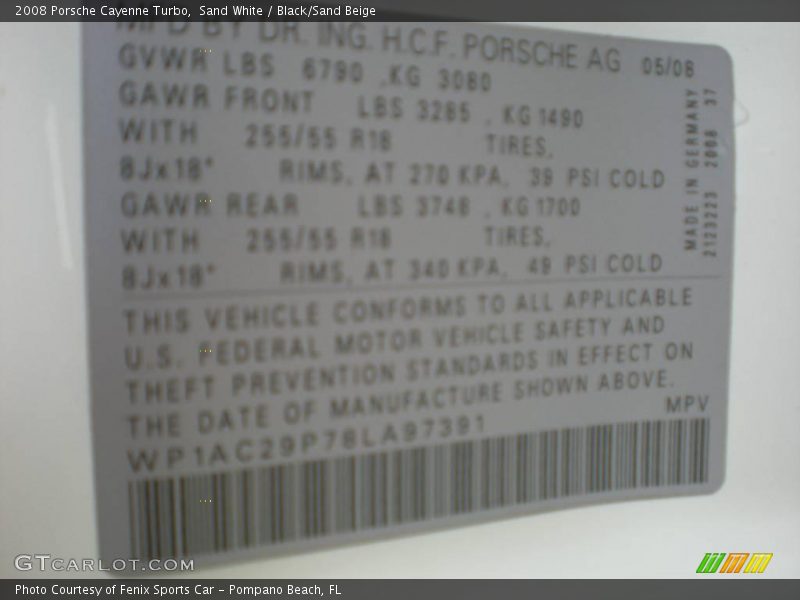 2008 Porsche Cayenne Turbo, Sand White / Black/Sand Beige
MFD BY DR. ING. H.C.F. PORSCHE AG 05/08
GVWR LBS 6790 ,KG 3080
GAWR FRONT LBS 3285 , KG 1490
WITH 255/55 R18 TIRES,
8Jx18" RIMS, AT 270 KPA, 39 PSI COLD
GAWR REAR LBS 3748 , KG 1700
WITH 255/55 R18 TIRES,
8Jx18" RIMS, AT 340 KPA, 49 PSI COLD
MADE IN GERMANY
2123223 2008 37
THIS VEHICLE CONFORMS TO ALL APPLICABLE
U.S. FEDERAL MOTOR VEHICLE SAFETY AND
THEFT PREVENTION STANDARDS IN EFFECT ON
THE DATE OF MANUFACTURE SHOWN ABOVE.
MPV
WP1AC29P78LA97391
GTcarlot.com
Photo Courtesy of Fenix Sports Car - Pompano Beach, FL